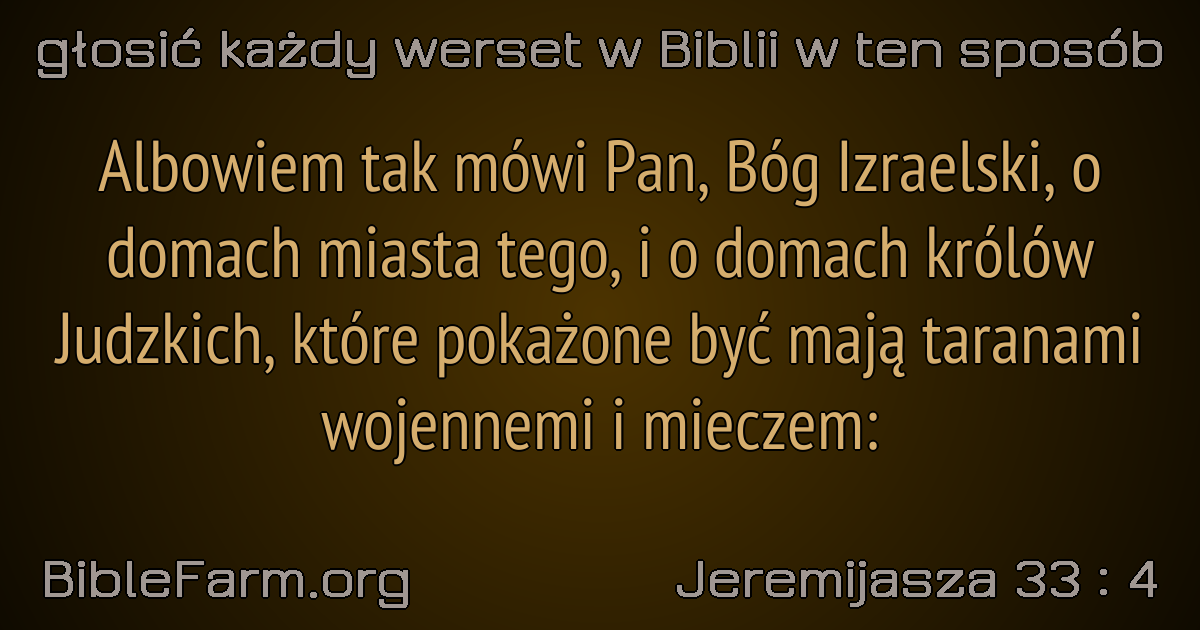 głosić każdy werset w Biblii w ten sposób
Albowiem tak mówi Pan, Bóg Izraelski, o
domach miasta tego, i o domach królów
Judzkich, które pokażone być mają taranami
wojennemi i mieczem:
BibleFarm.org
Jeremijasza 33 : 4